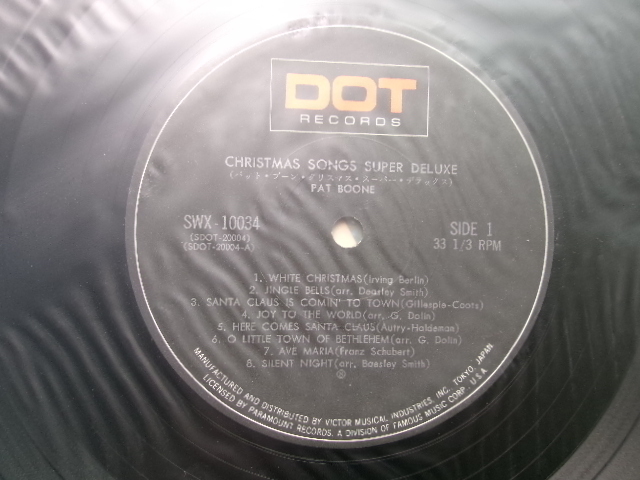 DOT
RECORDS
CHRISTMAS SONGS SUPER DELUXE
(パット・ブーン・クリスマス・スーパー・デラックス)
PAT BOONE
SWX-10034
(SDOT-20004)
(SDOT-20004-A)
SIDE 1
33 1/3 RPM
1. WHITE CHRISTMAS(Irving Berlin)
2. JINGLE BELLS(arr. Dearley Smith)
3. SANTA CLAUS IS COMIN' TO TOWN(Gillespie-Coots)
4. JOY TO THE WORLD(arr. G. Dolin)
5. HERE COMES SANTA CLAUS(Autry-Haldeman)
6. O LITTLE TOWN OF BETHLEHEM(arr. G. Dolin)
7. AVE MARIA(Franz Schubert)
8. SILENT NIGHT(arr. Baesley Smith)
MANUFACTURED AND DISTRIBUTED BY VICTOR MUSICAL INDUSTRIES, INC. TOKYO, JAPAN
LICENSED BY PARAMOUNT RECORDS. A DIVISION OF FAMOUS MUSIC CORP. U.S.A.